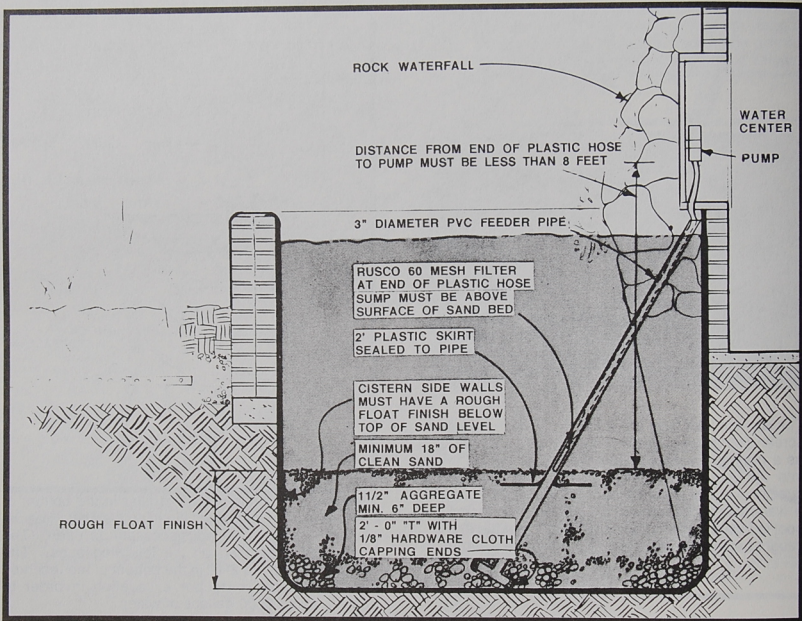 ROCK WATERFALL
WATER
CENTER
DISTANCE FROM END OF PLASTIC HOSE
TO PUMP MUST BE LESS THAN 8 FEET
PUMP
3" DIAMETER PVC FEEDER PIPE
RUSCO 60 MESH FILTER
AT END OF PLASTIC HOSE
SUMP MUST BE ABOVE
SURFACE OF SAND BED
2' PLASTIC SKIRT
SEALED TO PIPE
CISTERN SIDE WALLS
MUST HAVE A ROUGH
FLOAT FINISH BELOW
TOP OF SAND LEVEL
MINIMUM 18" OF
CLEAN SAND
11/2" AGGREGATE
MIN. 6" DEEP
ROUGH FLOAT FINISH
2' - 0" "T" WITH
1/8" HARDWARE CLOTH
CAPPING ENDS